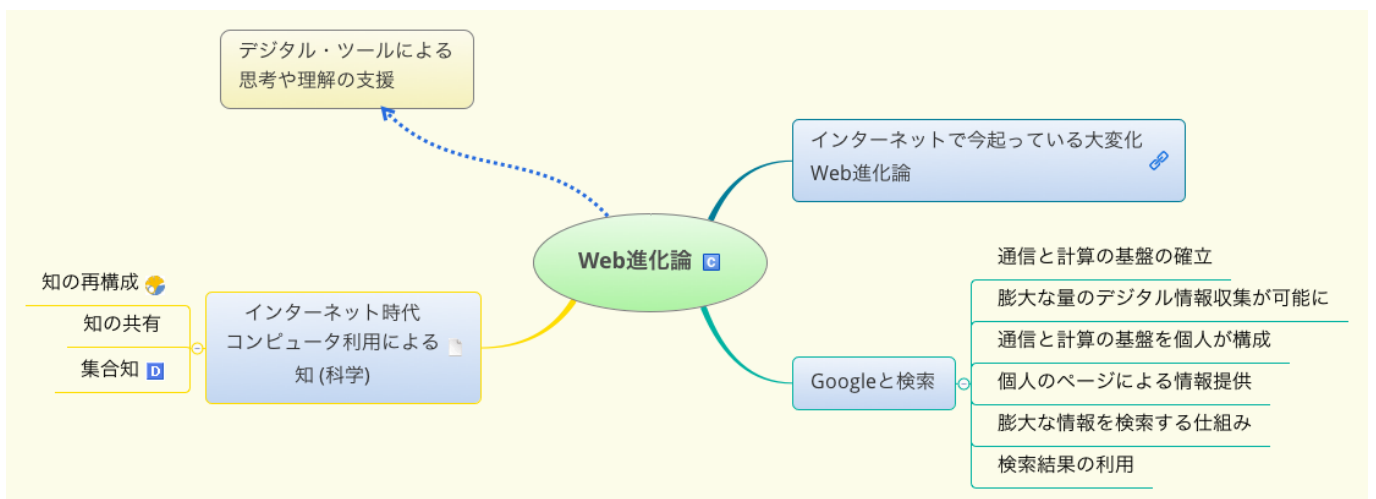 デジタル・ツールによる
思考や理解の支援
インターネットで今起っている大変化
Web進化論
Web進化論 C
知の再構成
知の共有
集合知 D
インターネット時代
コンピュータ利用による
知 (科学)
Googleと検索
通信と計算の基盤の確立
膨大な量のデジタル情報収集が可能に
通信と計算の基盤を個人が構成
個人のページによる情報提供
膨大な情報を検索する仕組み
検索結果の利用